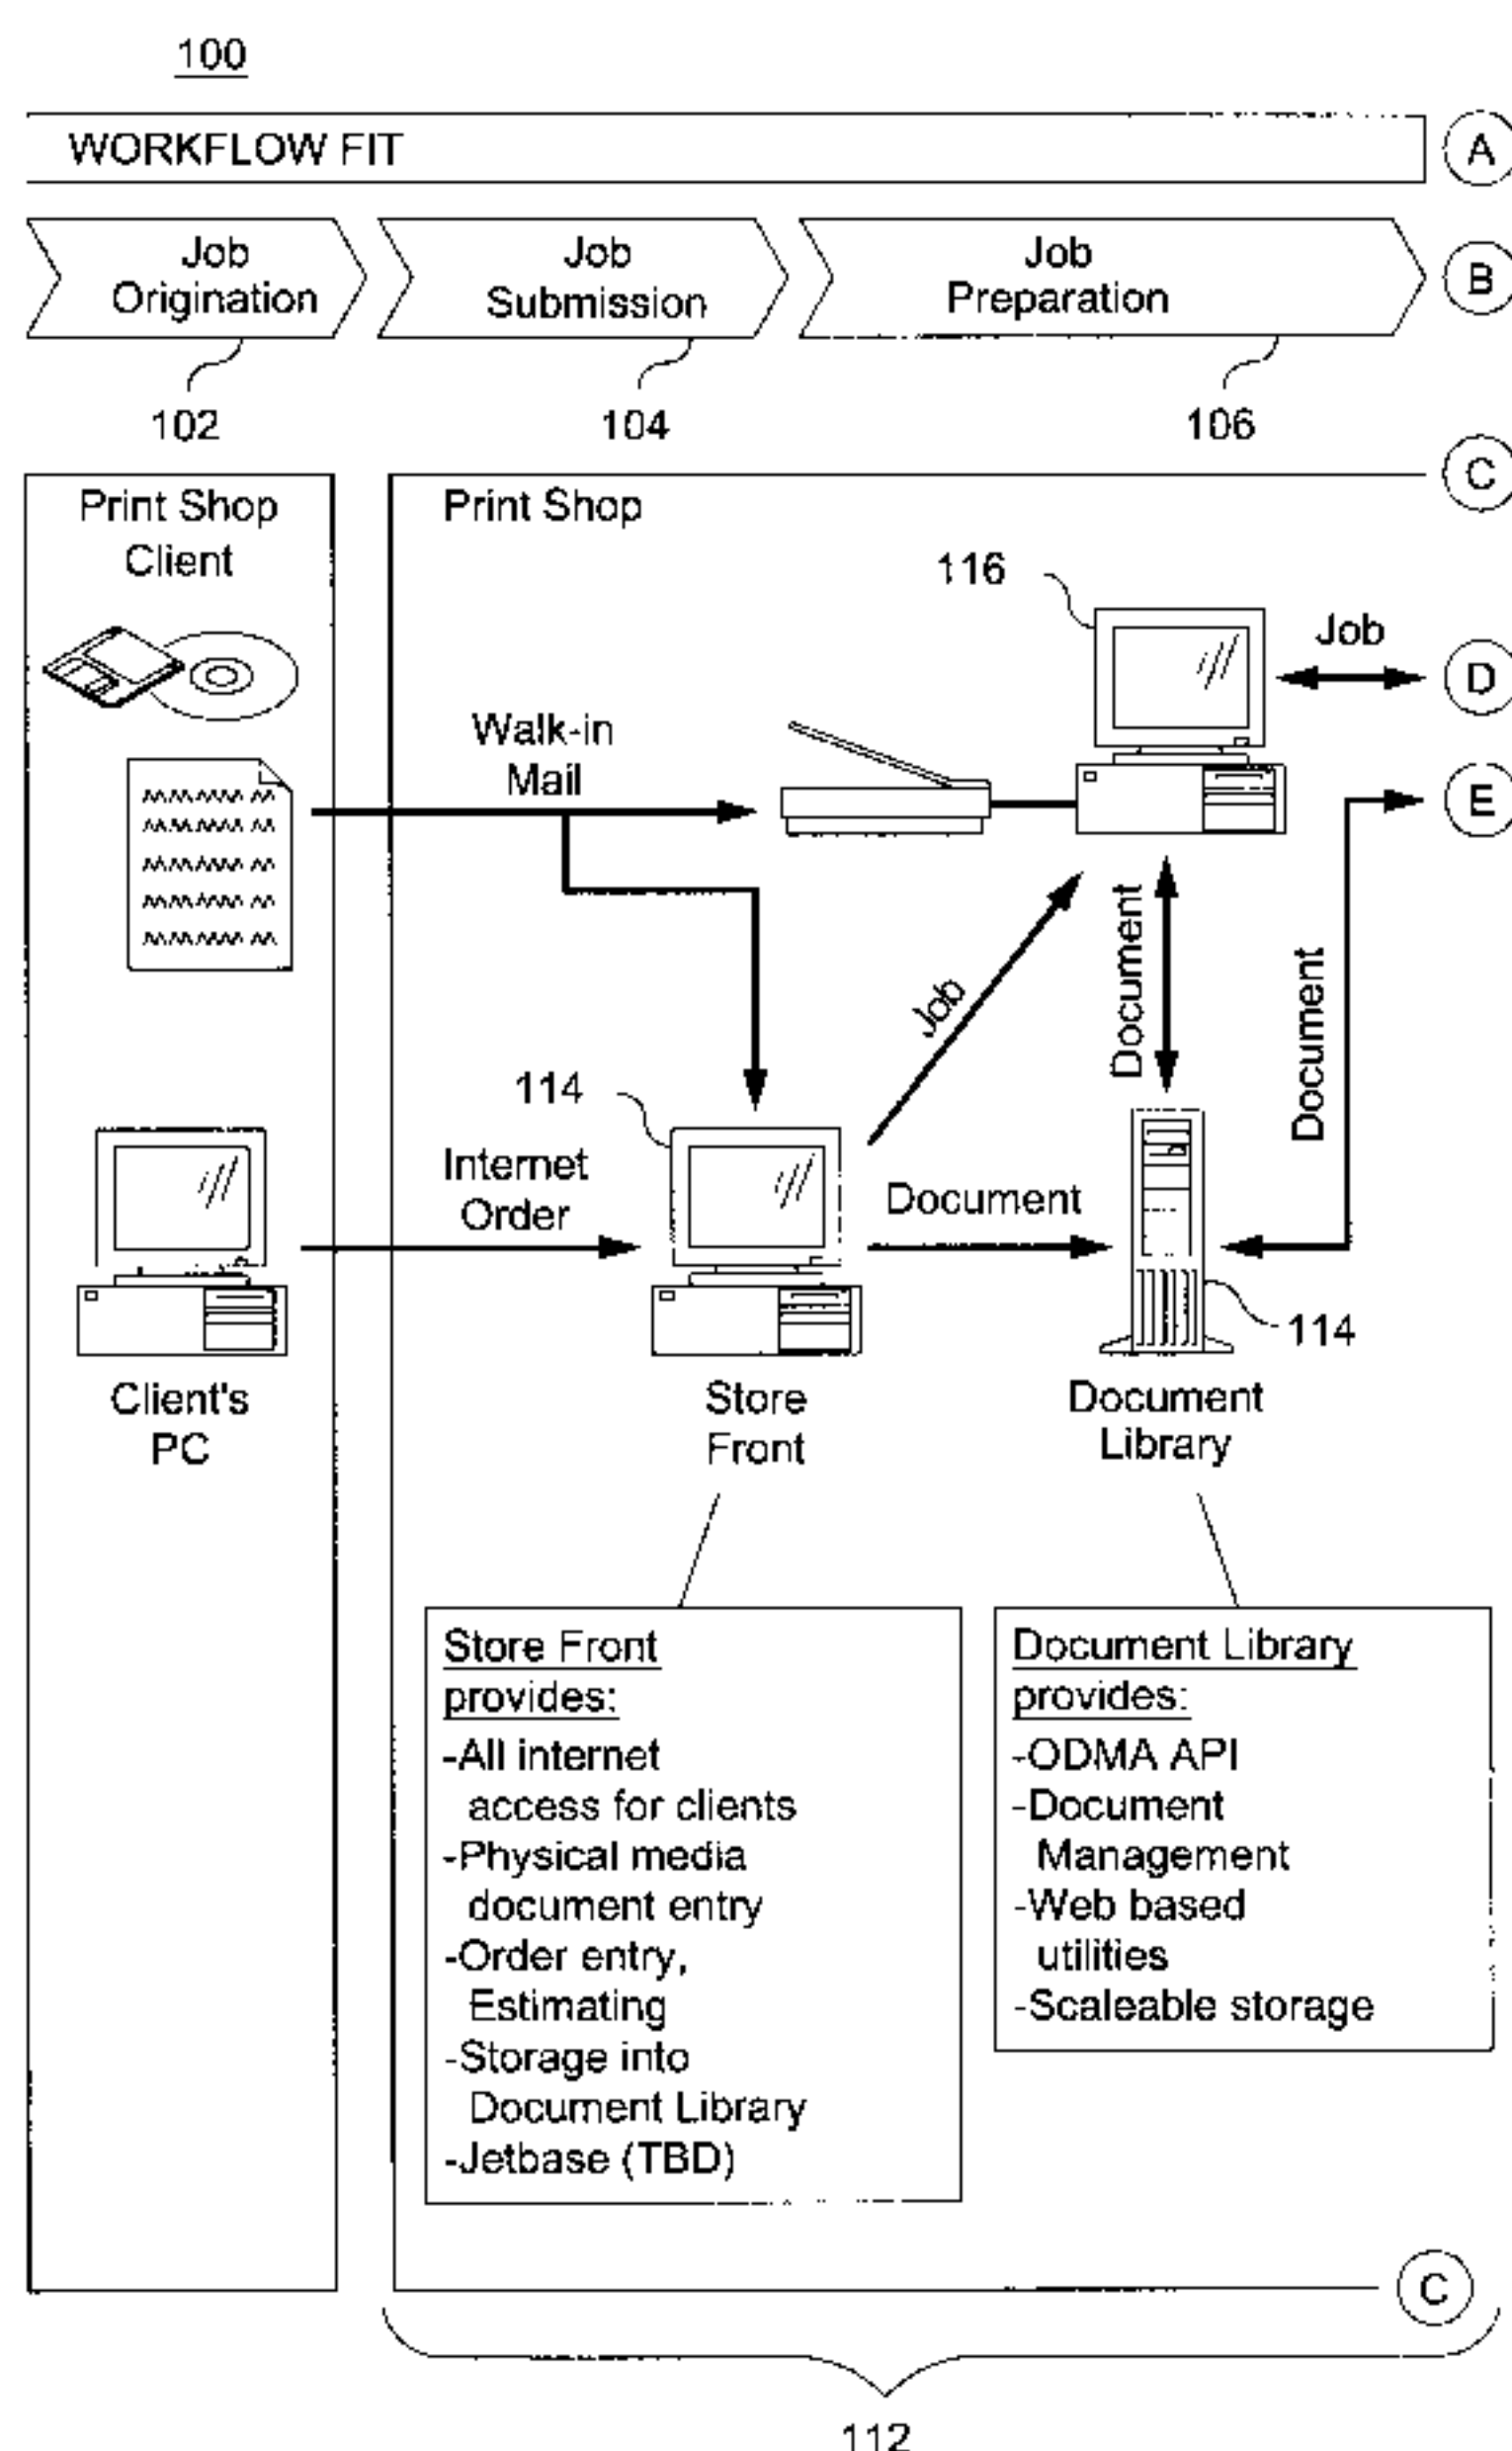 100
WORKFLOW FIT
A
Job
Origination
Job
Submission
Job
Preparation
B
102
104
106
C
Print Shop
Client
Print Shop
116
Job
D
Walk-in
Mail
E
Job
Document
Document
114
Internet
Order
Document
114
Client's
PC
Store
Front
Document
Library
Store Front
provides:
-All internet
access for clients
-Physical media
document entry
-Order entry,
Estimating
-Storage into
Document Library
-Jetbase (TBD)
Document Library
provides:
-ODMA API
-Document
Management
-Web based
utilities
-Scaleable storage
C
112